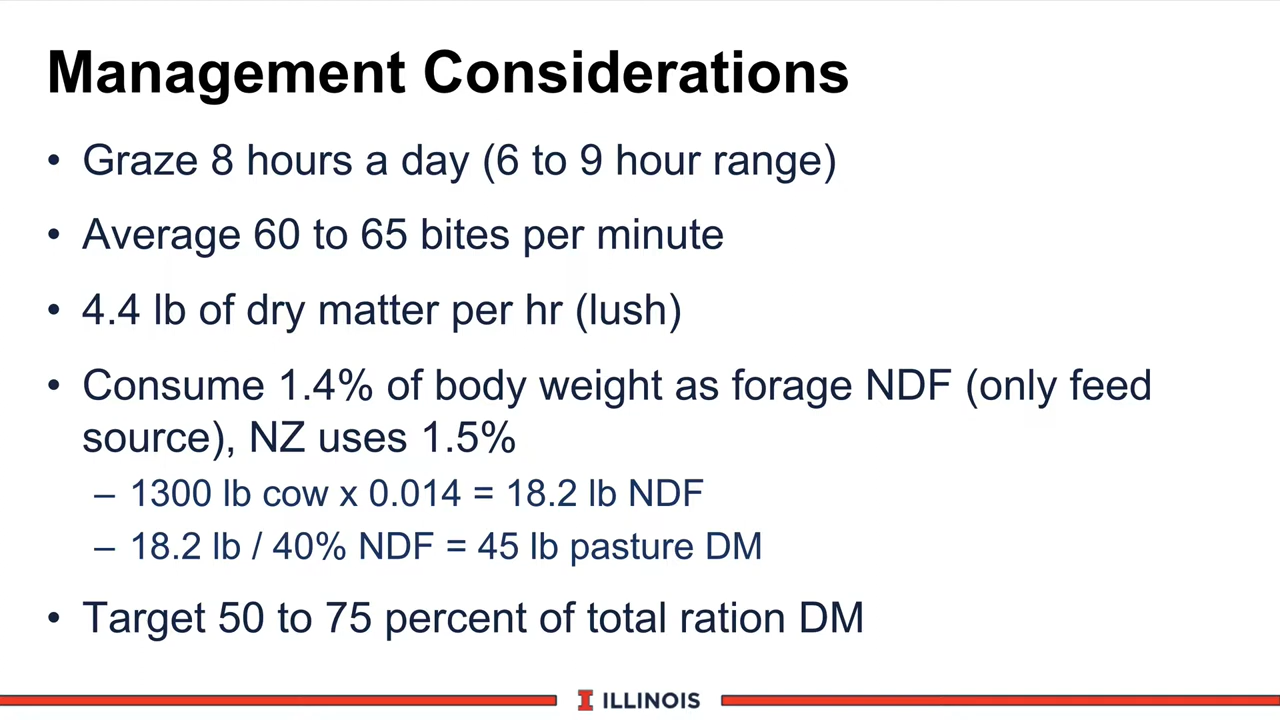 Management Considerations
• Graze 8 hours a day (6 to 9 hour range)
• Average 60 to 65 bites per minute
• 4.4 lb of dry matter per hr (lush)
• Consume 1.4% of body weight as forage NDF (only feed
source), NZ uses 1.5%
– 1300 lb cow x 0.014 = 18.2 lb NDF
– 18.2 lb / 40% NDF = 45 lb pasture DM
• Target 50 to 75 percent of total ration DM
I ILLINOIS